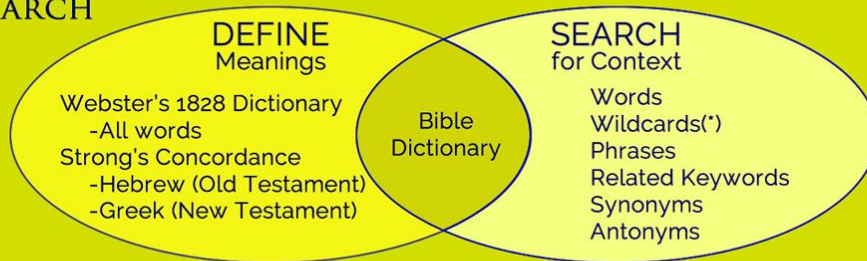 ARCH
DEFINE
Meanings
Webster's 1828 Dictionary
-All words
Strong's Concordance
-Hebrew (Old Testament)
-Greek (New Testament)
Bible
Dictionary
SEARCH
for Context
Words
Wildcards(*)
Phrases
Related Keywords
Synonyms
Antonyms